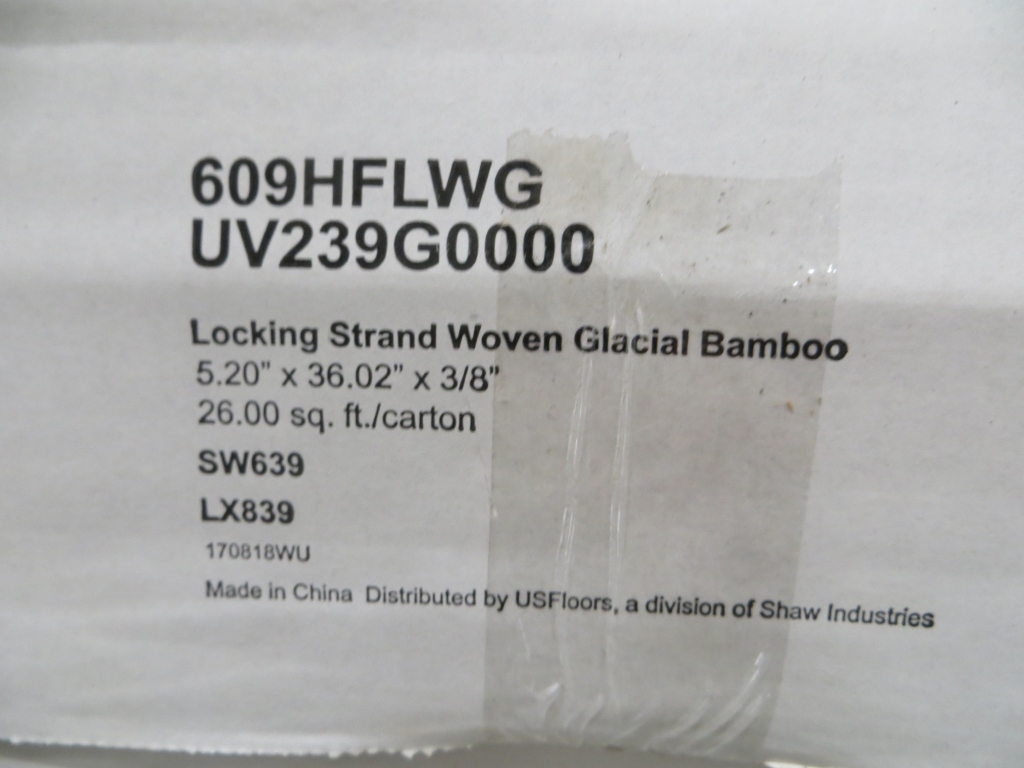 609HFLWG
UV239G0000
Locking Strand Woven Glacial Bamboo
5.20" x 36.02" x 3/8"
26.00 sq. ft./carton
SW639
LX839
170818WU
Made in China Distributed by USFloors, a division of Shaw Industries